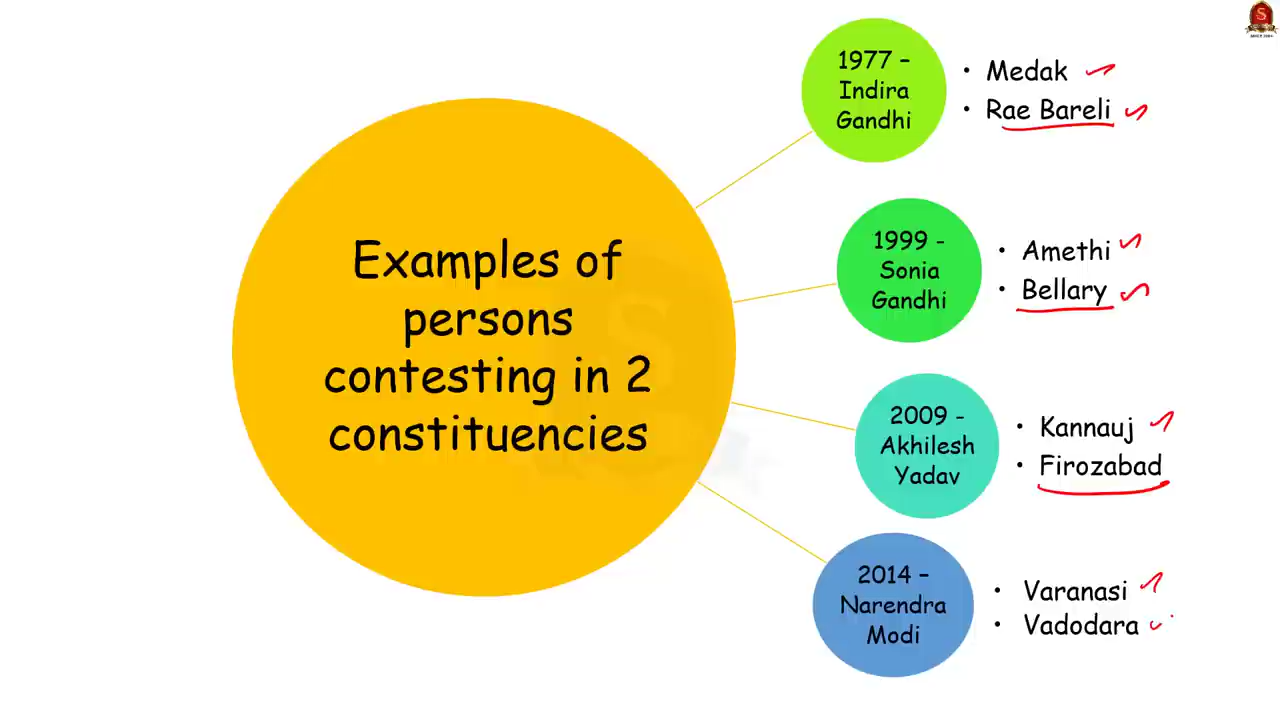 Examples of
persons
contesting in 2
constituencies
1977 –
Indira
Gandhi
• Medak
• Rae Bareli
1999 -
Sonia
Gandhi
• Amethi
• Bellary
2009 -
Akhilesh
Yadav
• Kannauj
• Firozabad
2014 –
Narendra
Modi
• Varanasi
• Vadodara
S